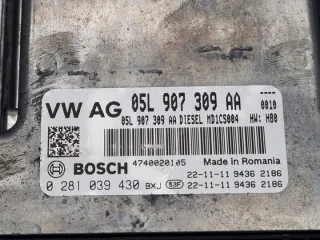 VW AG 05L 907 309 AA 0010
05L 907 309 AA DIESEL MD1CS004 HW: H00
BOSCH 4740020105 Made in Romania
22-11-11 9436 2186
0 281 039 430 BXJ 53F 22-11-11 9436 2186